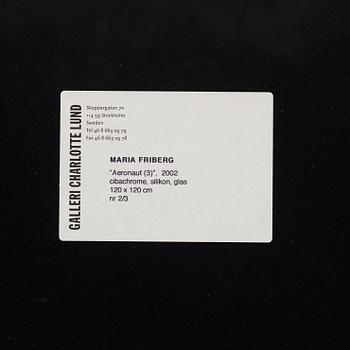 GALLERI CHARLOTTE LUND
Skeppargatan 70
114 59 Stockholm
Sweden
Tel 46 8 663 09 79
Fax 46 8 663 09 78
MARIA FRIBERG
"Aeronaut (3)", 2002
cibachrome, silikon, glas
120 x 120 cm
nr 2/3